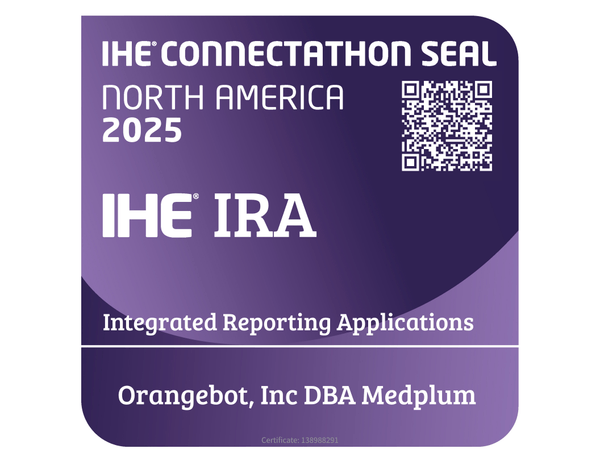 IHE® CONNECTATHON SEAL
NORTH AMERICA
2025
IHE® IRA
Integrated Reporting Applications
Orangebot, Inc DBA Medplum
Certificate: 138988291